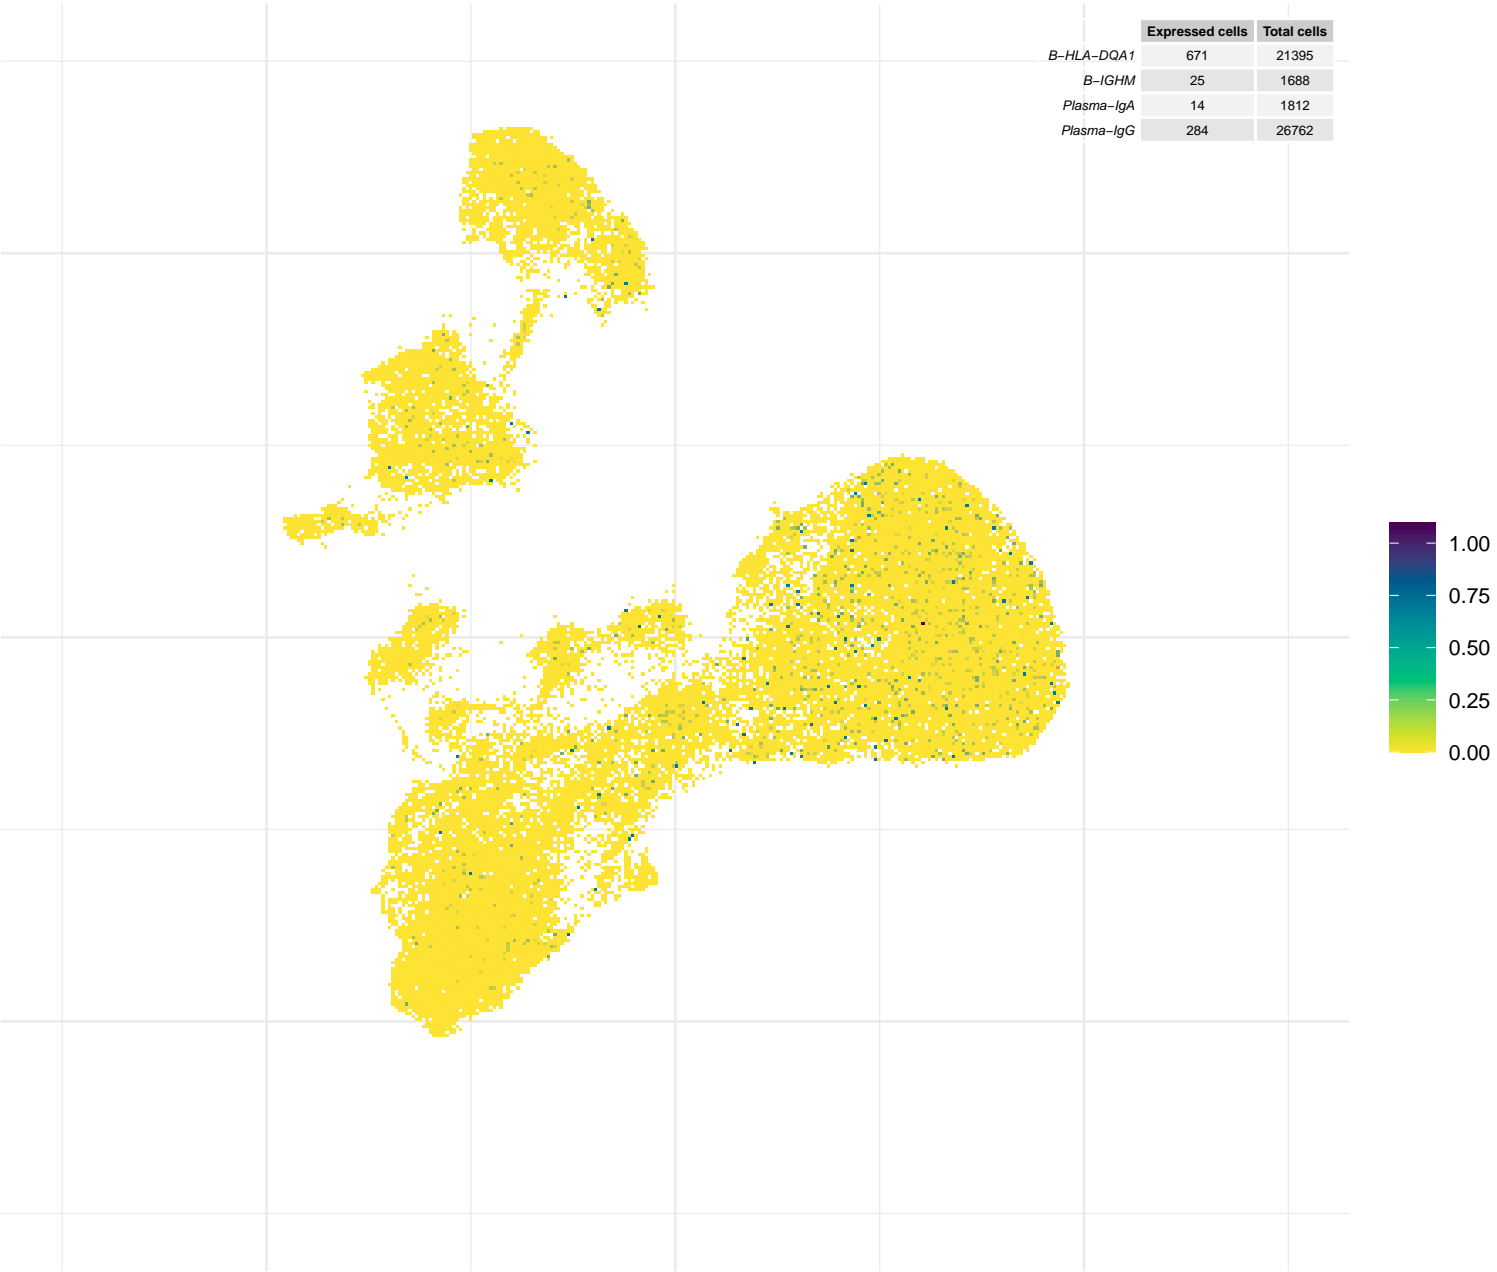 Expressed cells Total cells
B−HLA−DQA1 671 21395
B−IGHM 25 1688
Plasma−IgA 14 1812
Plasma−IgG 284 26762
1.00
0.75
0.50
0.25
0.00